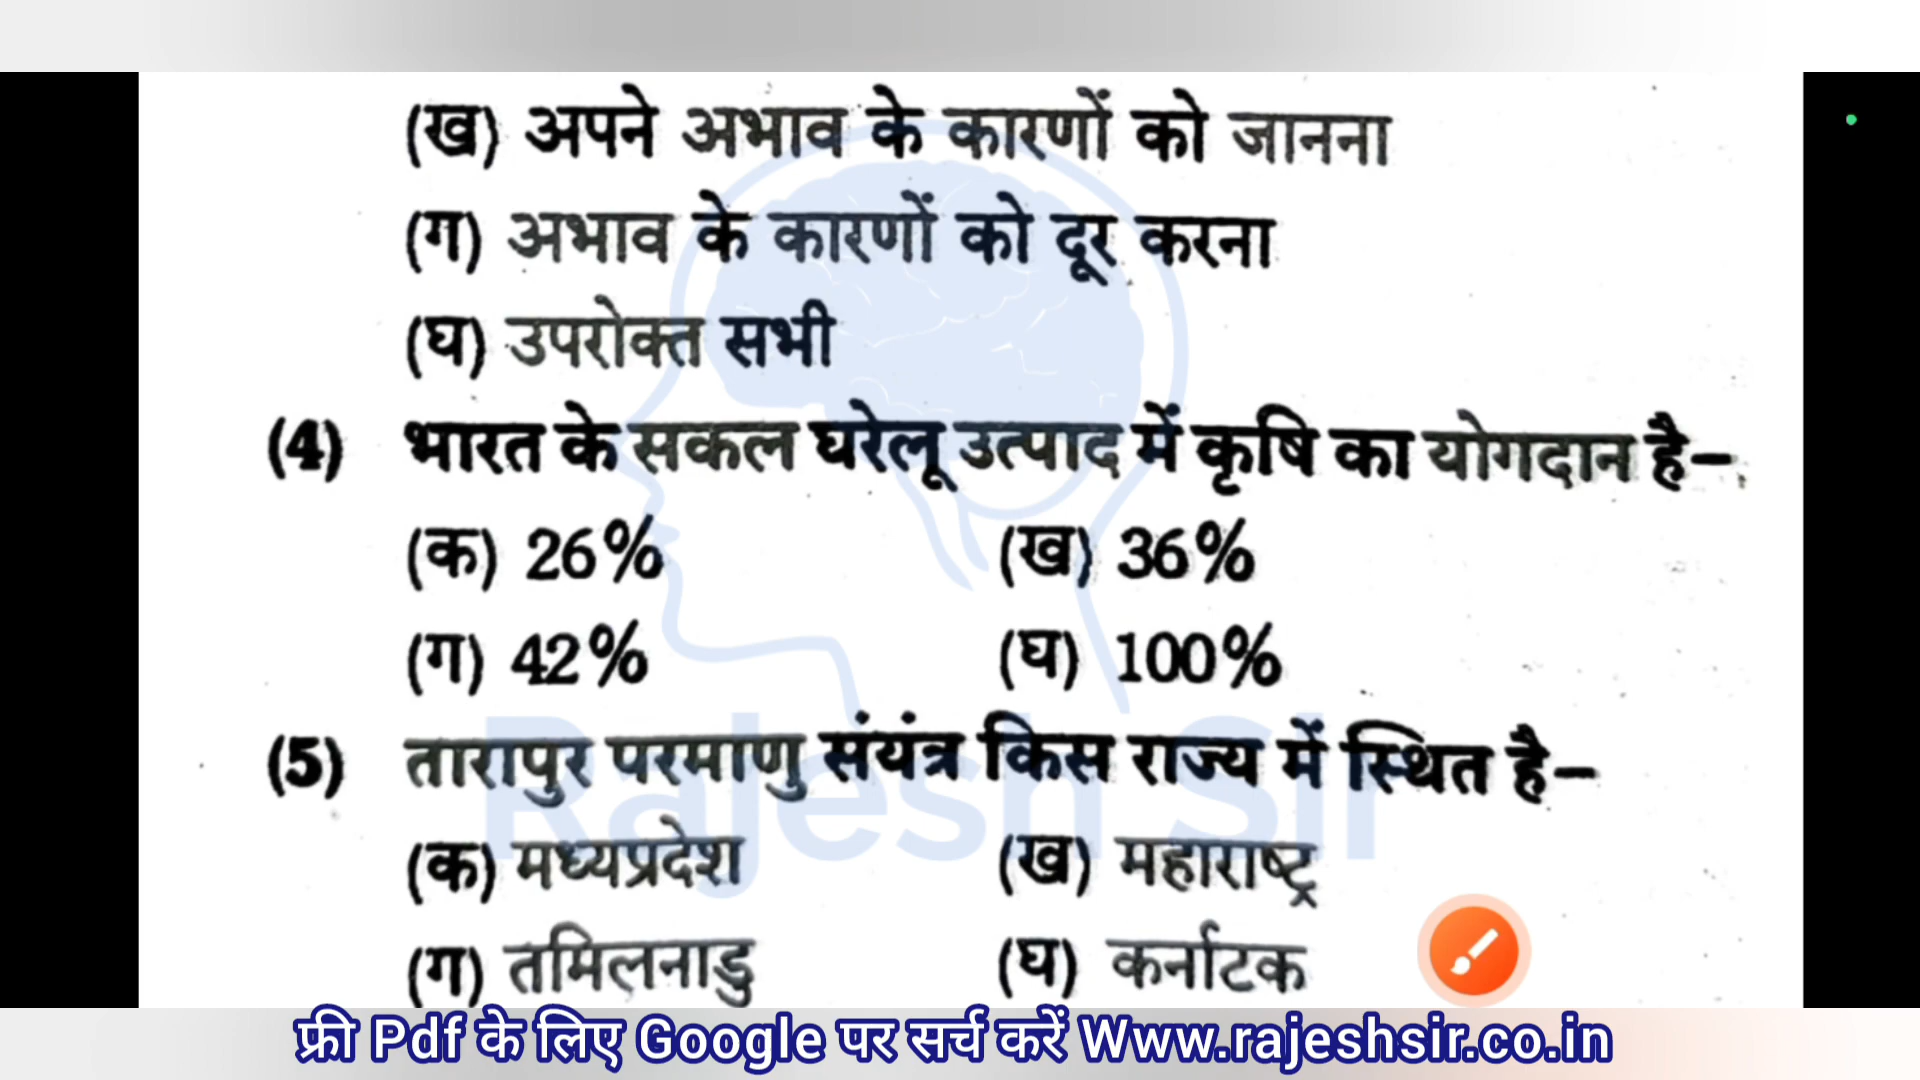 (ख) अपने अभाव के कारणों को जानना
(ग) अभाव के कारणों को दूर करना
(घ) उपरोक्त सभी
(4) भारत के सकल घरेलू उत्पाद में कृषि का योगदान है–
(क) 26% (ख) 36%
(ग) 42% (घ) 100%
(5) तारापुर परमाणु संयंत्र किस राज्य में स्थित है–
(क) मध्यप्रदेश (ख) महाराष्ट्र
(ग) तमिलनाडु (घ) कर्नाटक
Rajesh Sir
फ्री Pdf के लिए Google पर सर्च करें Www.rajeshsir.co.in